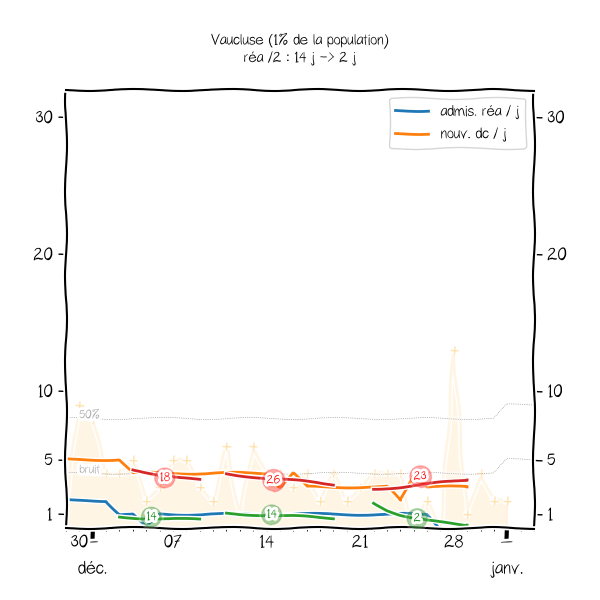 Vaucluse (1% de la population)
réa /2 : 14 j -> 2 j
admis. réa / j
nouv. dc / j
30 30
20 20
10 10
50%
5 5
bruit
18 26 23
14 14 2
1 1
30 07 14 21 28
déc. janv.